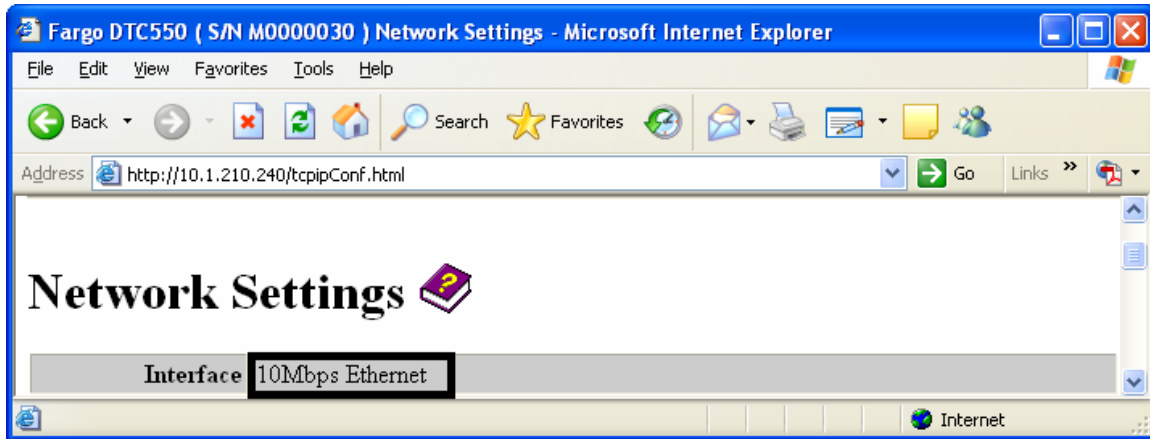 Fargo DTC550 ( S/N M0000030 ) Network Settings - Microsoft Internet Explorer
File Edit View Favorites Tools Help
Back Search Favorites
Address http://10.1.210.240/tcpipConf.html Go Links »
Network Settings ?
Interface 10Mbps Ethernet
Internet